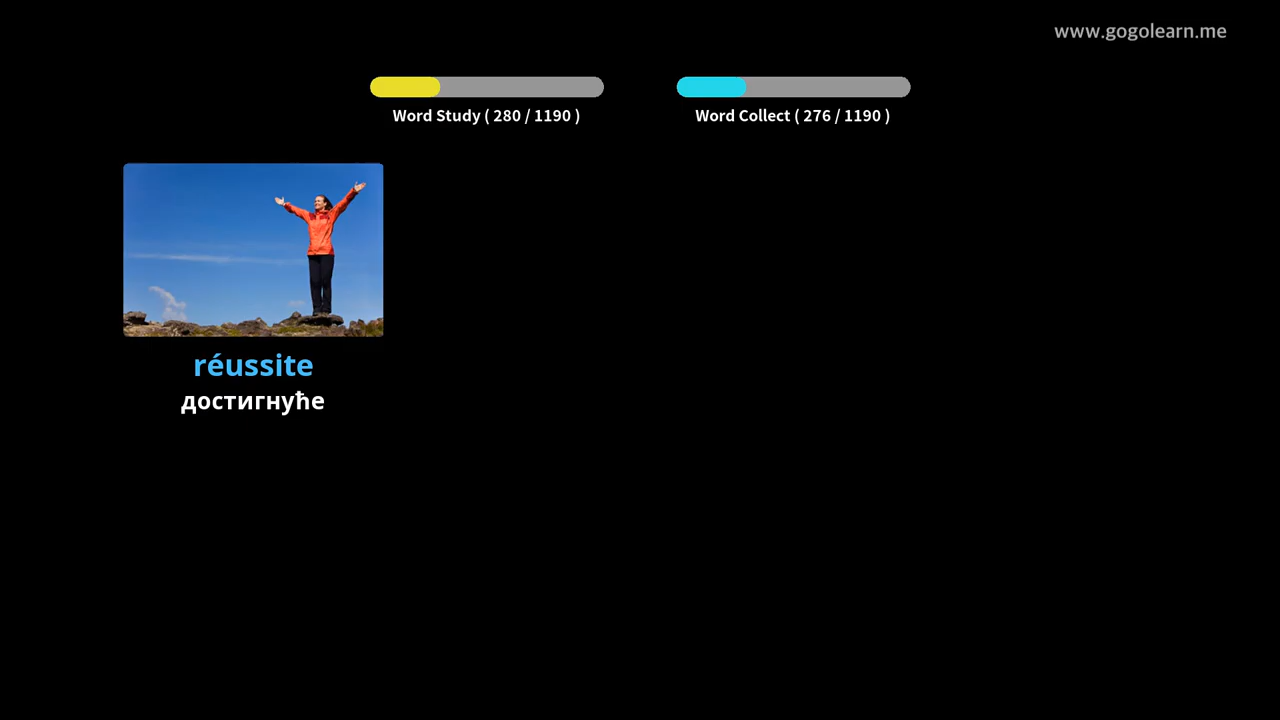 www.gogolearn.me
Word Study ( 280 / 1190 )
Word Collect ( 276 / 1190 )
réussite
достигнуће